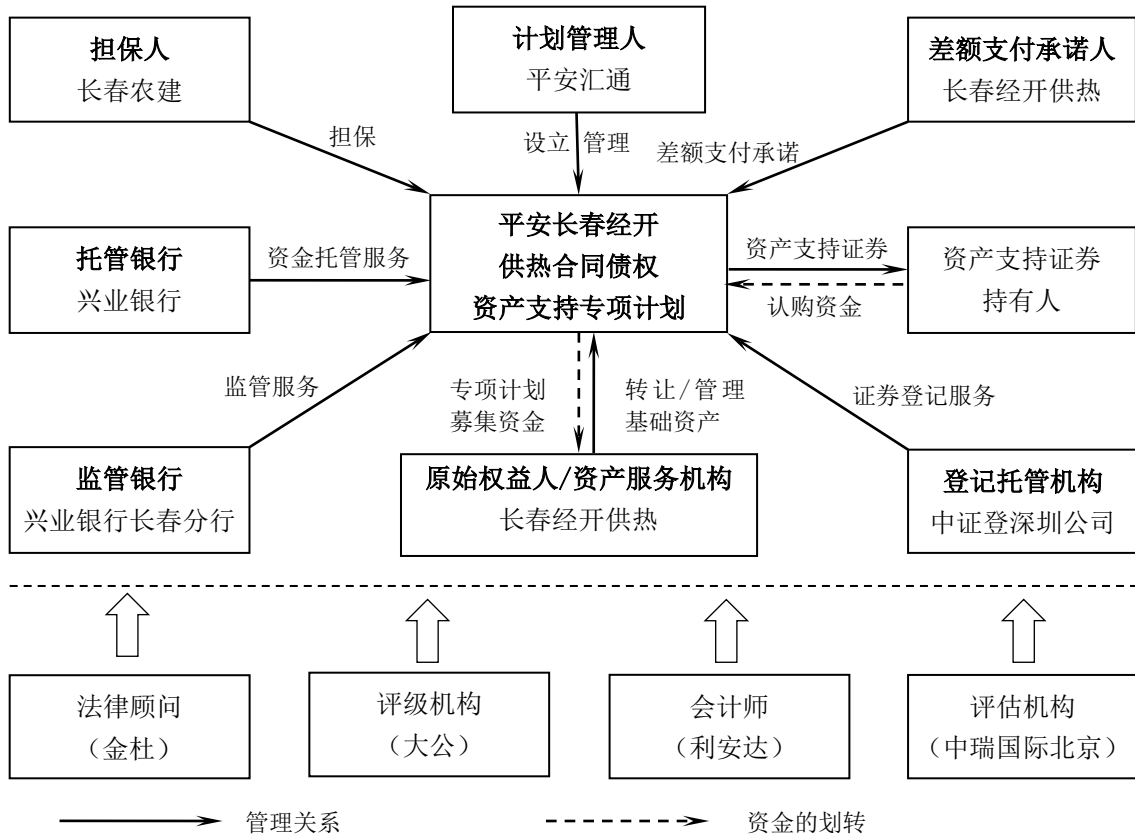 担保人
长春农建
计划管理人
平安汇通
差额支付承诺人
长春经开供热
担保
设立 管理
差额支付承诺
托管银行
兴业银行
资金托管服务
平安长春经开
供热合同债权
资产支持专项计划
资产支持证券
认购资金
资产支持证券
持有人
监管服务
专项计划
募集资金
转让/管理
基础资产
证券登记服务
监管银行
兴业银行长春分行
原始权益人/资产服务机构
长春经开供热
登记托管机构
中证登深圳公司
法律顾问
（金杜）
评级机构
（大公）
会计师
（利安达）
评估机构
（中瑞国际北京）
管理关系
资金的划转